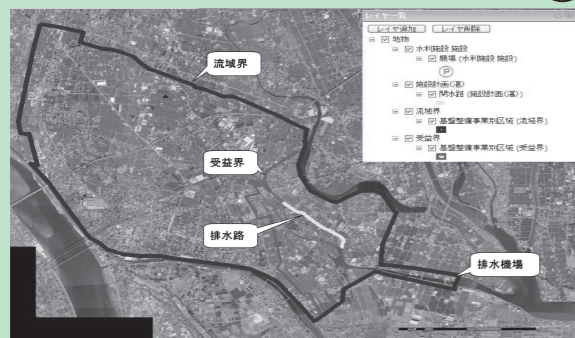 レイヤ一覧
レイヤ追加 レイヤ削除
地物
水利施設 施設
機場 (水利施設 施設)
P
施設計画(基)
開水路 (施設計画(基)
流域界
基盤整備事業別区域 (流域界)
受益界
基盤整備事業別区域 (受益界)
流域界
受益界
排水路
排水機場